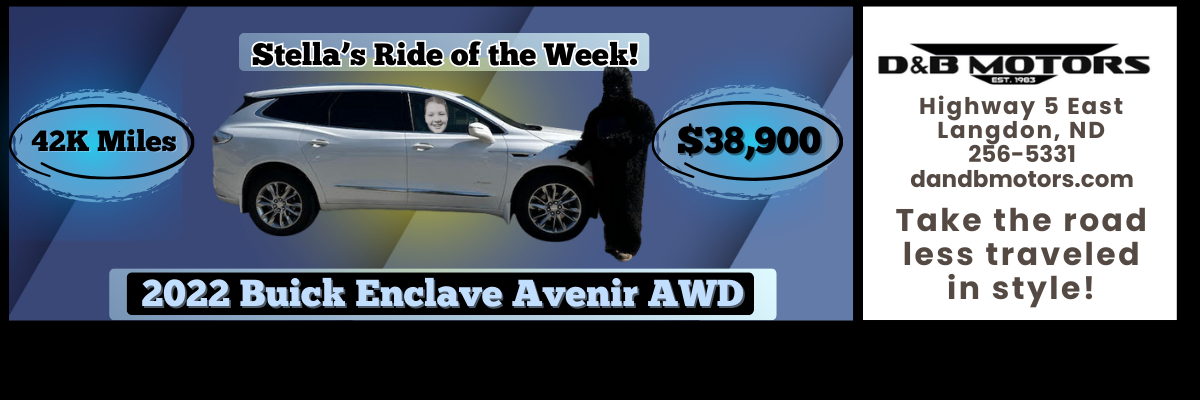 Stella's Ride of the Week!
42K Miles
$38,900
2022 Buick Enclave Avenir AWD
D&B MOTORS
EST. 1983
Highway 5 East
Langdon, ND
256-5331
dandbmotors.com
Take the road
less traveled
in style!